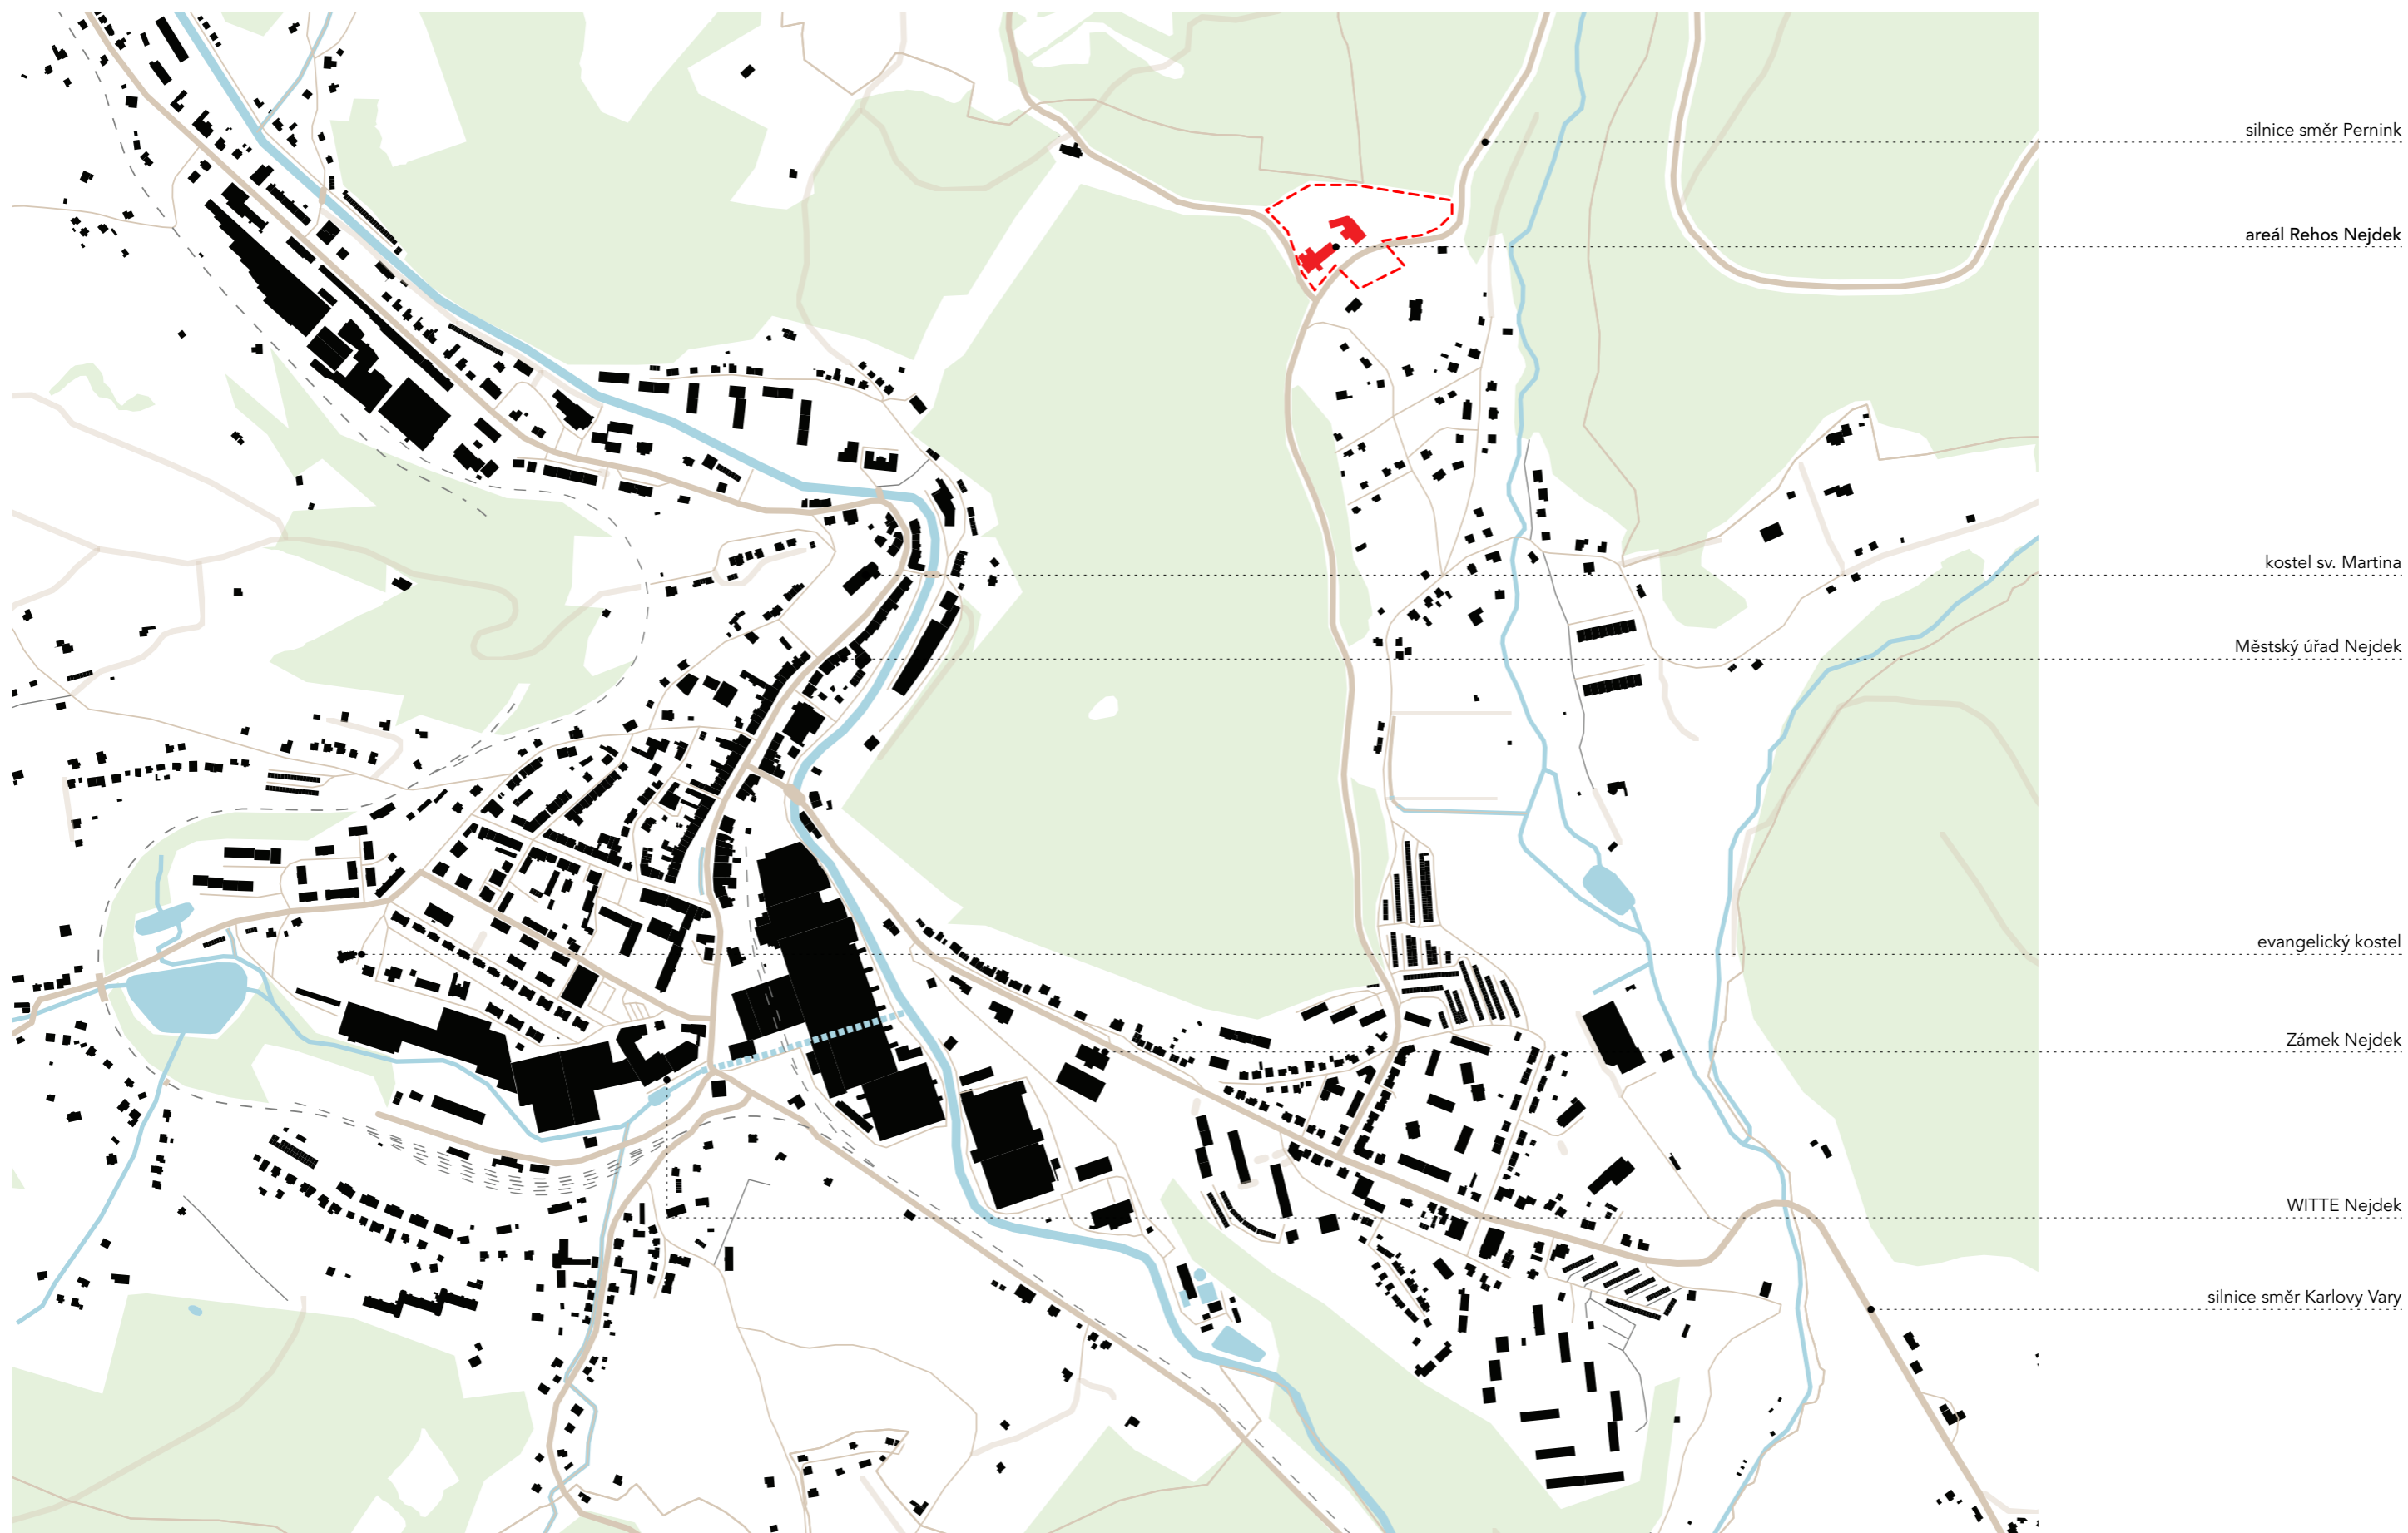 silnice směr Pernink
areál Rehos Nejdek
kostel sv. Martina
Městský úřad Nejdek
evangelický kostel
Zámek Nejdek
WITTE Nejdek
silnice směr Karlovy Vary